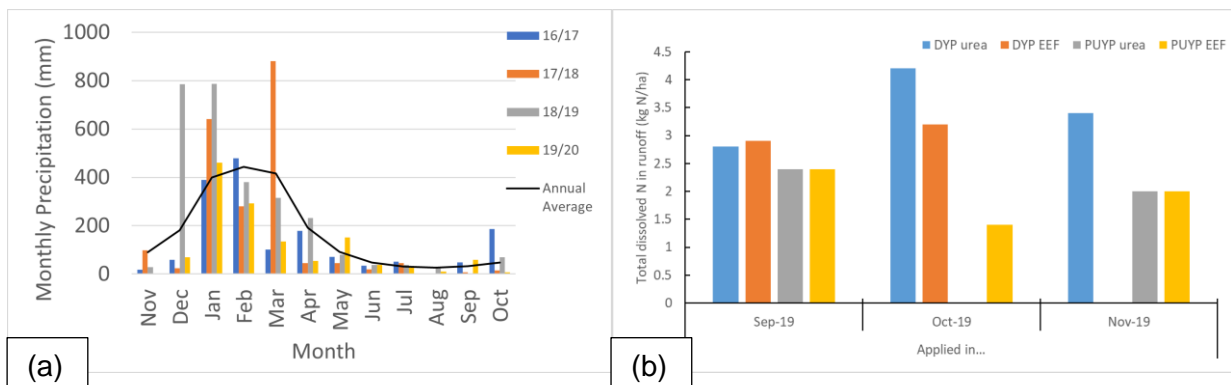 1000
800
600
400
200
0
Monthly Precipitation (mm)
Nov
Dec
Jan
Feb
Mar
Apr
May
Jun
Jul
Aug
Sep
Oct
Month
16/17
17/18
18/19
19/20
Annual
Average
(a)
DYP urea DYP EEF PUYP urea PUYP EEF
4.5
4
3.5
3
2.5
2
1.5
1
0.5
0
Total dissolved N in runoff (kg N/ha)
Sep-19 Oct-19 Nov-19
Applied in...
(b)